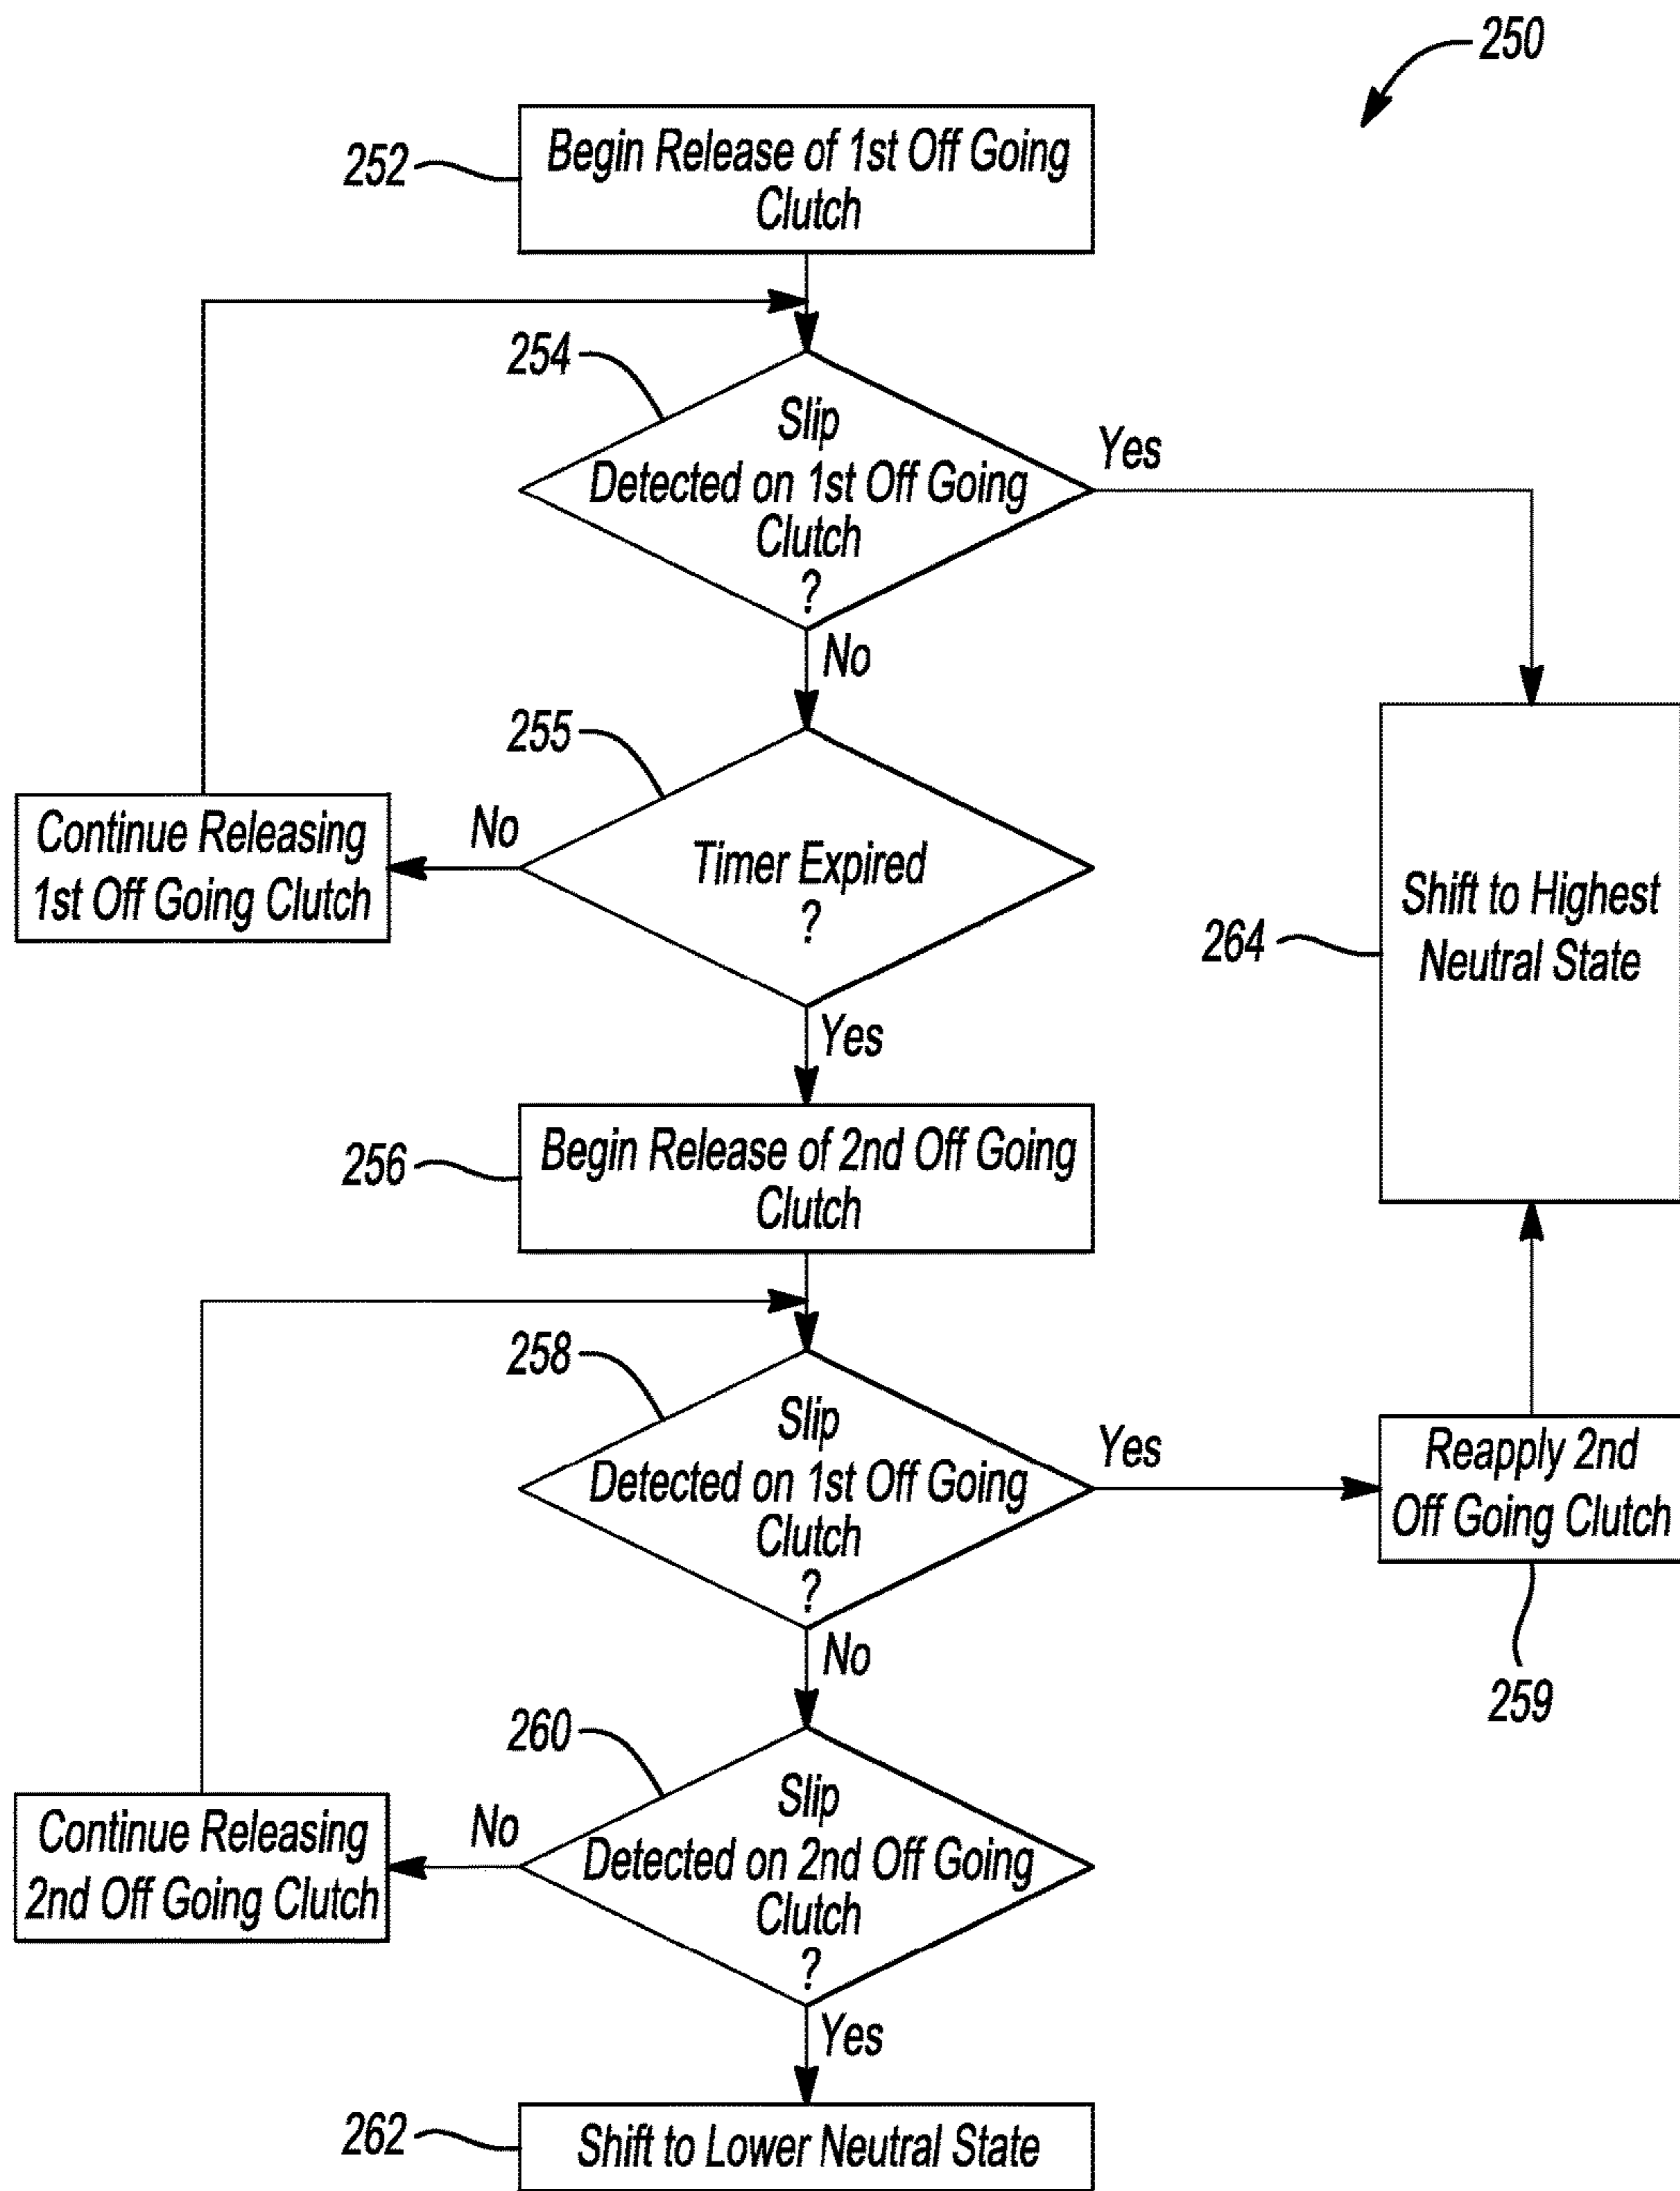 250
252
Begin Release of 1st Off Going
Clutch
254
Slip
Detected on 1st Off Going
Clutch
?
Yes
No
255
Timer Expired
?
No
Continue Releasing
1st Off Going Clutch
Yes
264
Shift to Highest
Neutral State
256
Begin Release of 2nd Off Going
Clutch
258
Slip
Detected on 1st Off Going
Clutch
?
Yes
Reapply 2nd
Off Going Clutch
259
No
260
Slip
Detected on 2nd Off Going
Clutch
?
No
Continue Releasing
2nd Off Going Clutch
Yes
262
Shift to Lower Neutral State